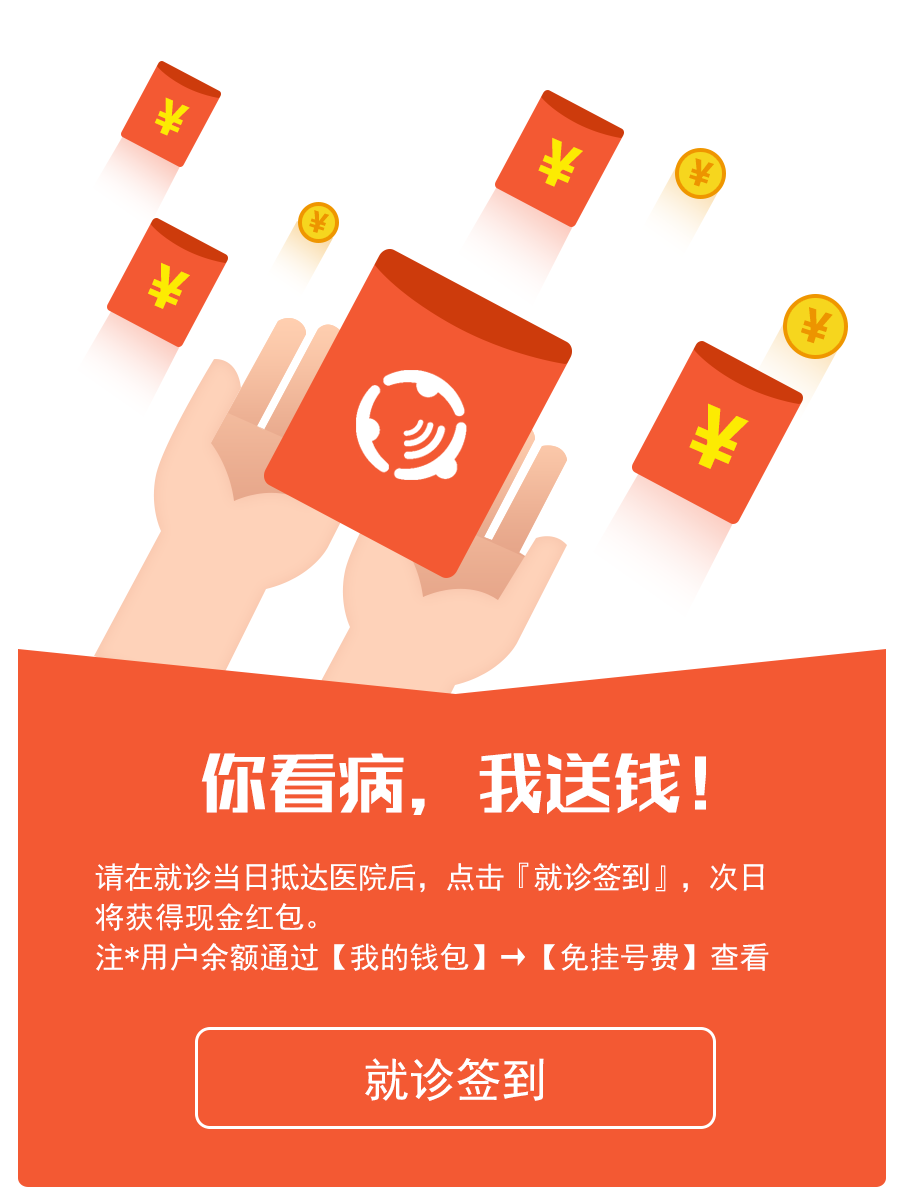 ¥
¥
¥
¥
¥
¥
¥
你看病，我送钱！
请在就诊当日抵达医院后，点击『就诊签到』，次日
将获得现金红包。
注*用户余额通过【我的钱包】→【免挂号费】查看
就诊签到